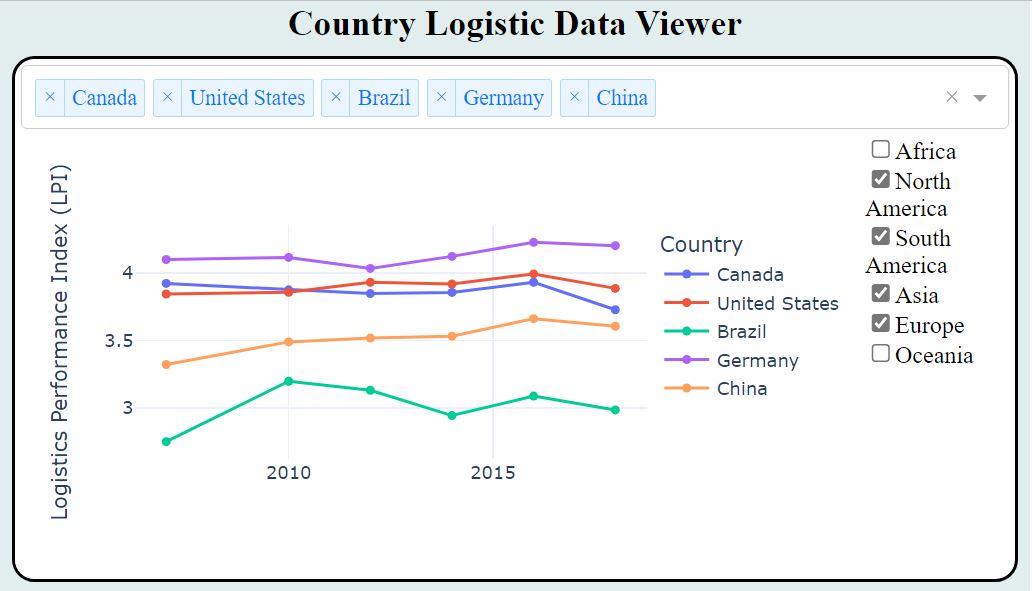 Country Logistic Data Viewer
× Canada × United States × Brazil × Germany × China ×
Logistics Performance Index (LPI)
4
3.5
3
2010 2015
Country
Canada
United States
Brazil
Germany
China
Africa
North
America
South
America
Asia
Europe
Oceania